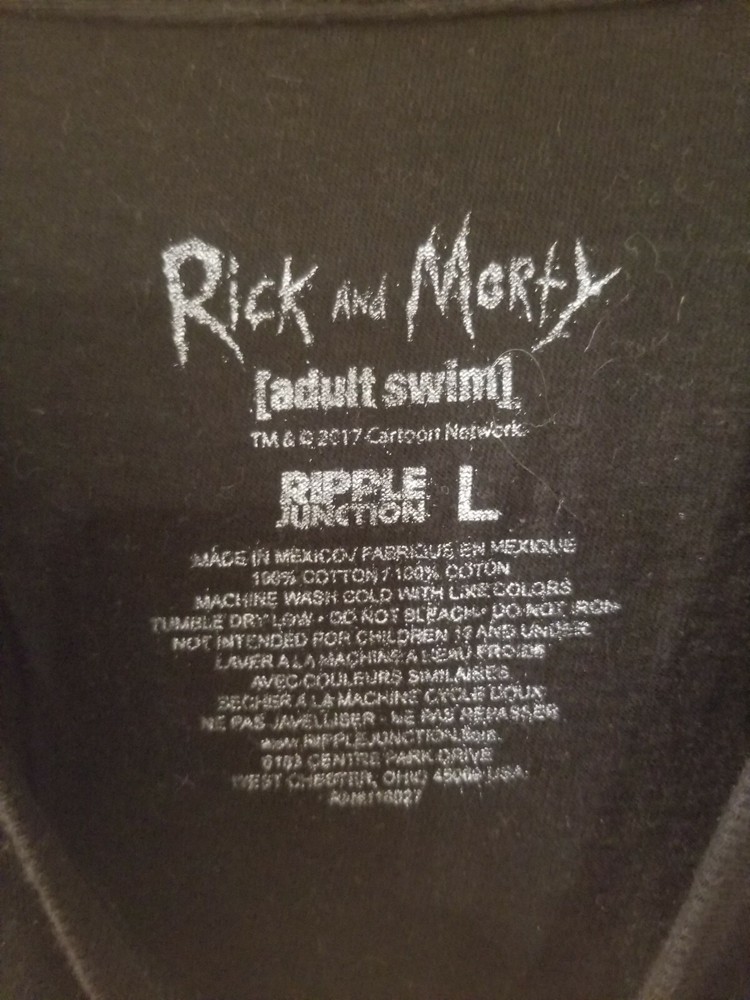 Rick And Morty
[adult swim]
TM & © 2017 Cartoon Network.
RIPPLE
JUNCTION L
MADE IN MEXICO / FABRIQUE EN MEXIQUE
100% COTTON / 100% COTON
MACHINE WASH COLD WITH LIKE COLORS
TUMBLE DRY LOW • DO NOT BLEACH • DO NOT IRON
NOT INTENDED FOR CHILDREN 12 AND UNDER
LAVER A LA MACHINE A L'EAU FROIDE
AVEC COULEURS SIMILAIRES
SECHER A LA MACHINE CYCLE DOUX
NE PAS JAVELLISER - NE PAS REPASSER
www.RIPPLEJUNCTION.com
CENTRE PARK DRIVE
WEST CHESTER, OHIO USA